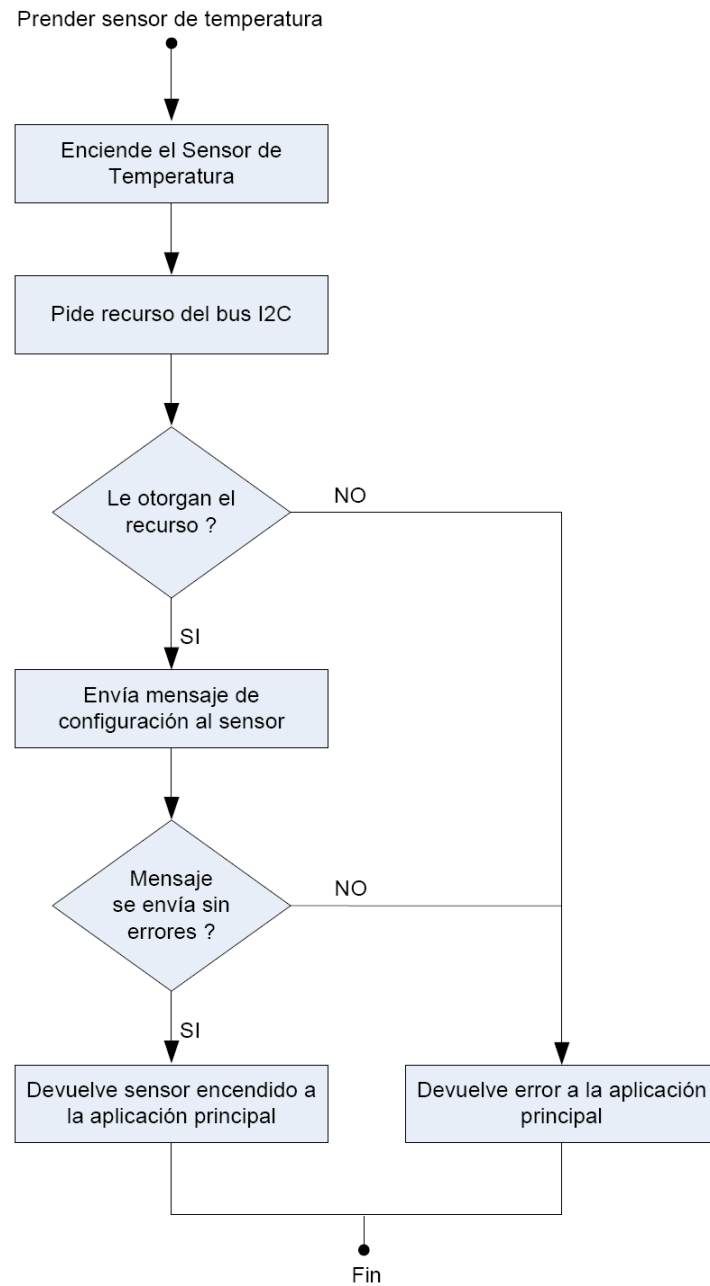 Prender sensor de temperatura
Enciende el Sensor de
Temperatura
Pide recurso del bus I2C
Le otorgan el
recurso ?
NO
SI
Envía mensaje de
configuración al sensor
Mensaje
se envía sin
errores ?
NO
SI
Devuelve sensor encendido a
la aplicación principal
Devuelve error a la aplicación
principal
Fin